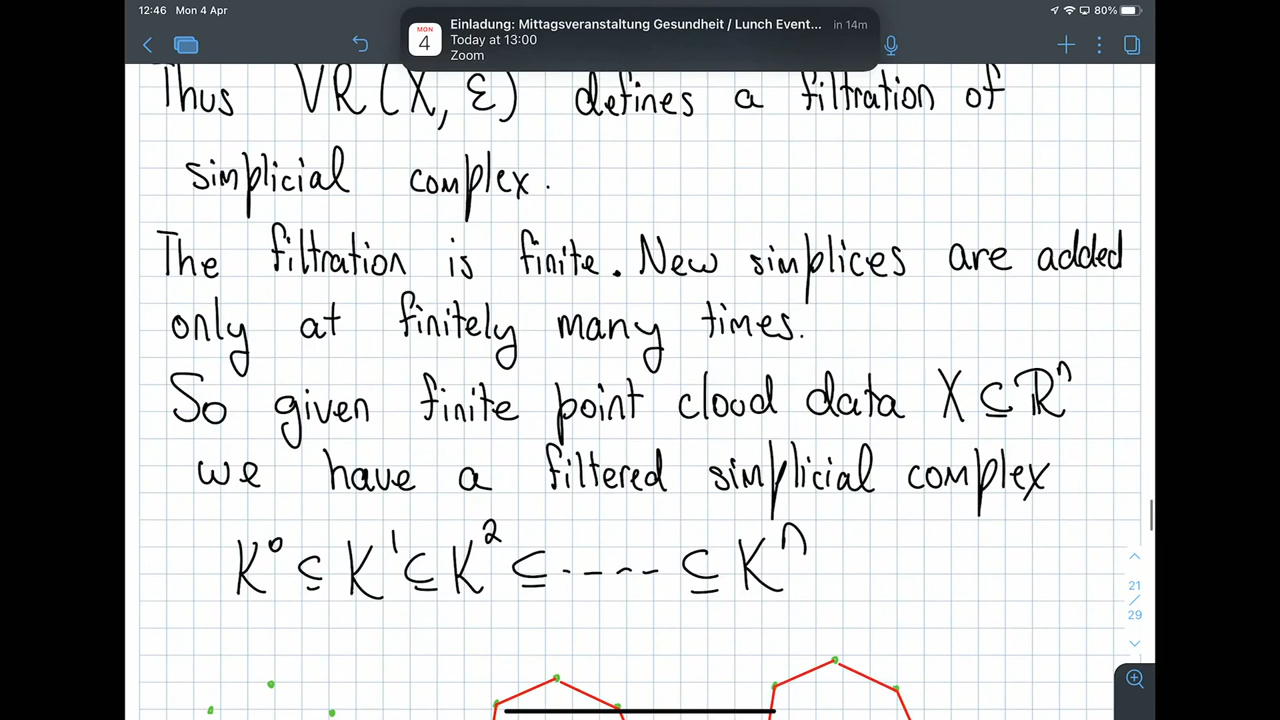 12:46 Mon 4 Apr
80%
MON
4
Einladung: Mittagsveranstaltung Gesundheit / Lunch Event...
in 14m
Today at 13:00
Zoom
Thus VR(X, ε) defines a filtration of
simplicial complex.
The filtration is finite. New simplices are added
only at finitely many times.
So given finite point cloud data X ⊆ ℝⁿ
we have a filtered simplicial complex
K⁰ ⊆ K¹ ⊆ K² ⊆ ----- ⊆ Kⁿ
21
/
29